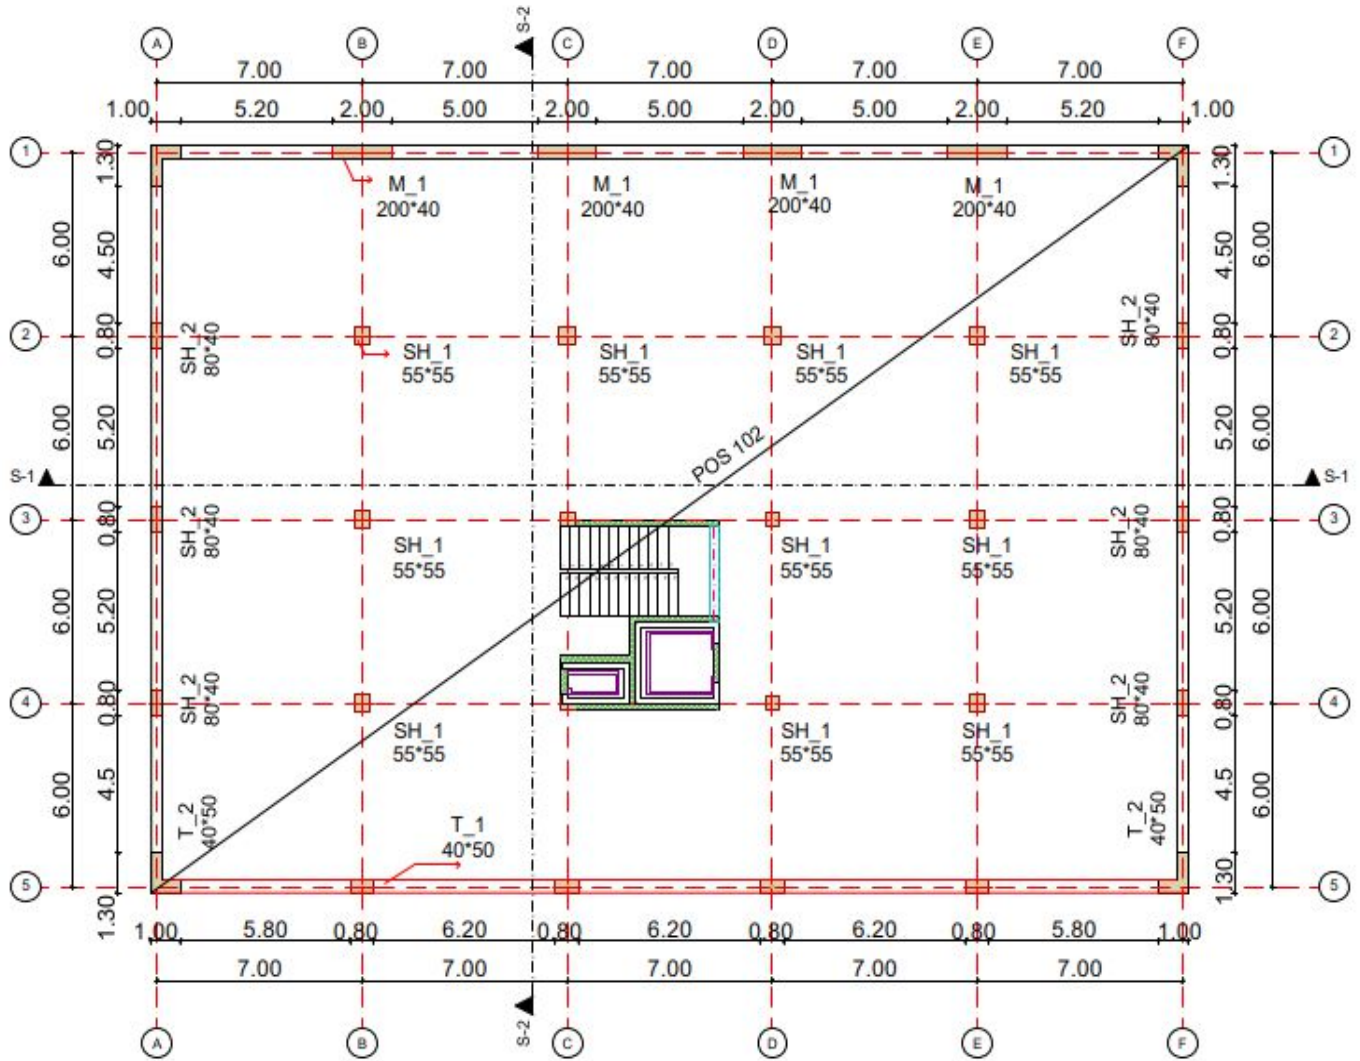 S-2
A B C D E F
7.00 7.00 7.00 7.00 7.00
1.00 5.20 2.00 5.00 2.00 5.00 2.00 5.00 2.00 5.20 1.00
1 1
1.30 1.30
M_1 M_1 M_1 M_1
200*40 200*40 200*40 200*40
6.00 4.50 4.50 6.00
2 2
0.80 0.80
SH_2
80*40
SH_1 SH_1 SH_1 SH_1
55*55 55*55 55*55 55*55
SH_2
80*40
6.00 5.20 5.20 6.00
POS 102
S-1 S-1
3 3
0.80 0.80
SH_2
80*40
SH_1 SH_1 SH_1
55*55 55*55 55*55
SH_2
80*40
6.00 5.20 5.20 6.00
4 4
0.80 0.80
SH_2
80*40
SH_1 SH_1 SH_1
55*55 55*55 55*55
SH_2
80*40
6.00 4.5 4.5 6.00
T_2
40*50
T_1
40*50
T_2
40*50
5 5
1.30 1.30
1.00 5.80 0.80 6.20 0.80 6.20 0.80 6.20 0.80 5.80 1.00
7.00 7.00 7.00 7.00 7.00
S-2
A B C D E F